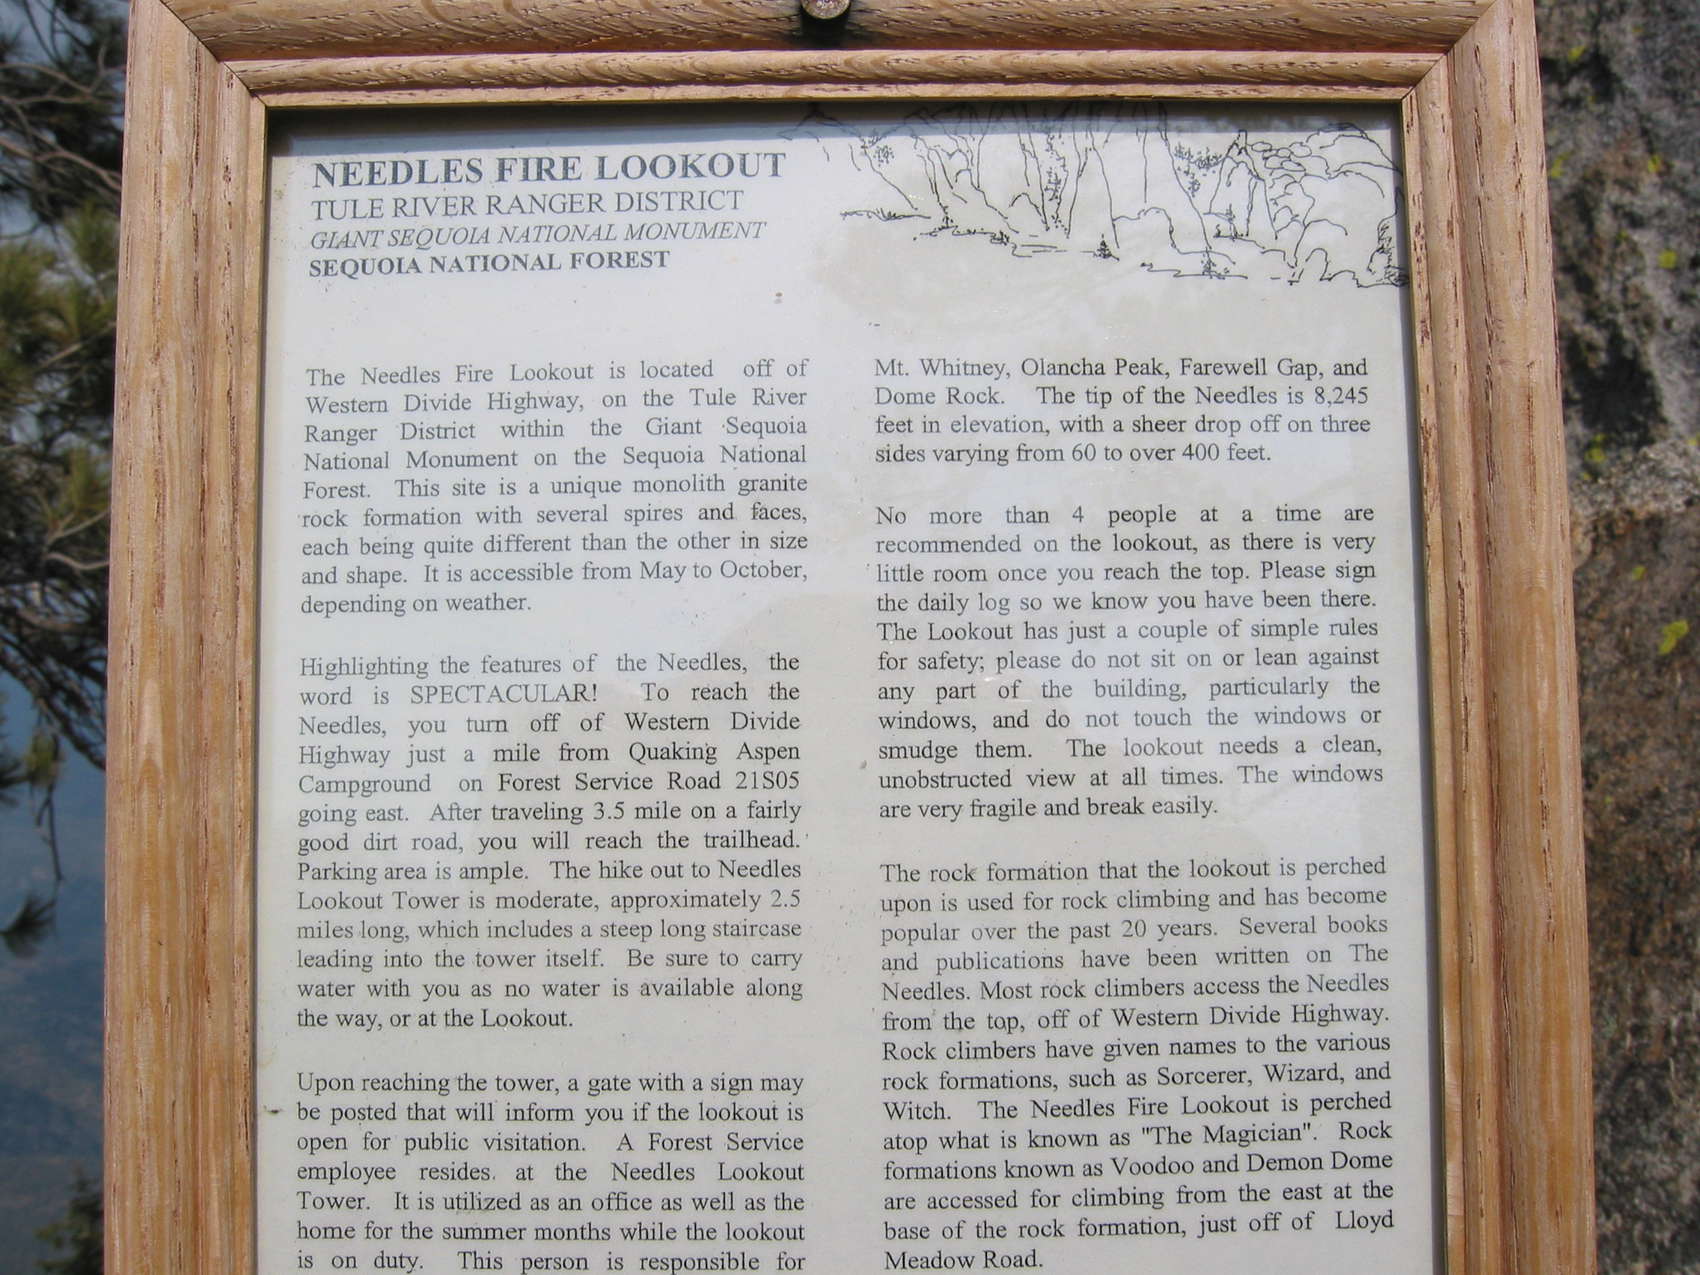 NEEDLES FIRE LOOKOUT
TULE RIVER RANGER DISTRICT
GIANT SEQUOIA NATIONAL MONUMENT
SEQUOIA NATIONAL FOREST
The Needles Fire Lookout is located off of
Western Divide Highway, on the Tule River
Ranger District within the Giant Sequoia
National Monument on the Sequoia National
Forest. This site is a unique monolith granite
rock formation with several spires and faces,
each being quite different than the other in size
and shape. It is accessible from May to October,
depending on weather.
Highlighting the features of the Needles, the
word is SPECTACULAR! To reach the
Needles, you turn off of Western Divide
Highway just a mile from Quaking Aspen
Campground on Forest Service Road 21S05
going east. After traveling 3.5 mile on a fairly
good dirt road, you will reach the trailhead.
Parking area is ample. The hike out to Needles
Lookout Tower is moderate, approximately 2.5
miles long, which includes a steep long staircase
leading into the tower itself. Be sure to carry
water with you as no water is available along
the way, or at the Lookout.
Upon reaching the tower, a gate with a sign may
be posted that will inform you if the lookout is
open for public visitation. A Forest Service
employee resides at the Needles Lookout
Tower. It is utilized as an office as well as the
home for the summer months while the lookout
is on duty. This person is responsible for
Mt. Whitney, Olancha Peak, Farewell Gap, and
Dome Rock. The tip of the Needles is 8,245
feet in elevation, with a sheer drop off on three
sides varying from 60 to over 400 feet.
No more than 4 people at a time are
recommended on the lookout, as there is very
little room once you reach the top. Please sign
the daily log so we know you have been there.
The Lookout has just a couple of simple rules
for safety; please do not sit on or lean against
any part of the building, particularly the
windows, and do not touch the windows or
smudge them. The lookout needs a clean,
unobstructed view at all times. The windows
are very fragile and break easily.
The rock formation that the lookout is perched
upon is used for rock climbing and has become
popular over the past 20 years. Several books
and publications have been written on The
Needles. Most rock climbers access the Needles
from the top, off of Western Divide Highway.
Rock climbers have given names to the various
rock formations, such as Sorcerer, Wizard, and
Witch. The Needles Fire Lookout is perched
atop what is known as "The Magician". Rock
formations known as Voodoo and Demon Dome
are accessed for climbing from the east at the
base of the rock formation, just off of Lloyd
Meadow Road.